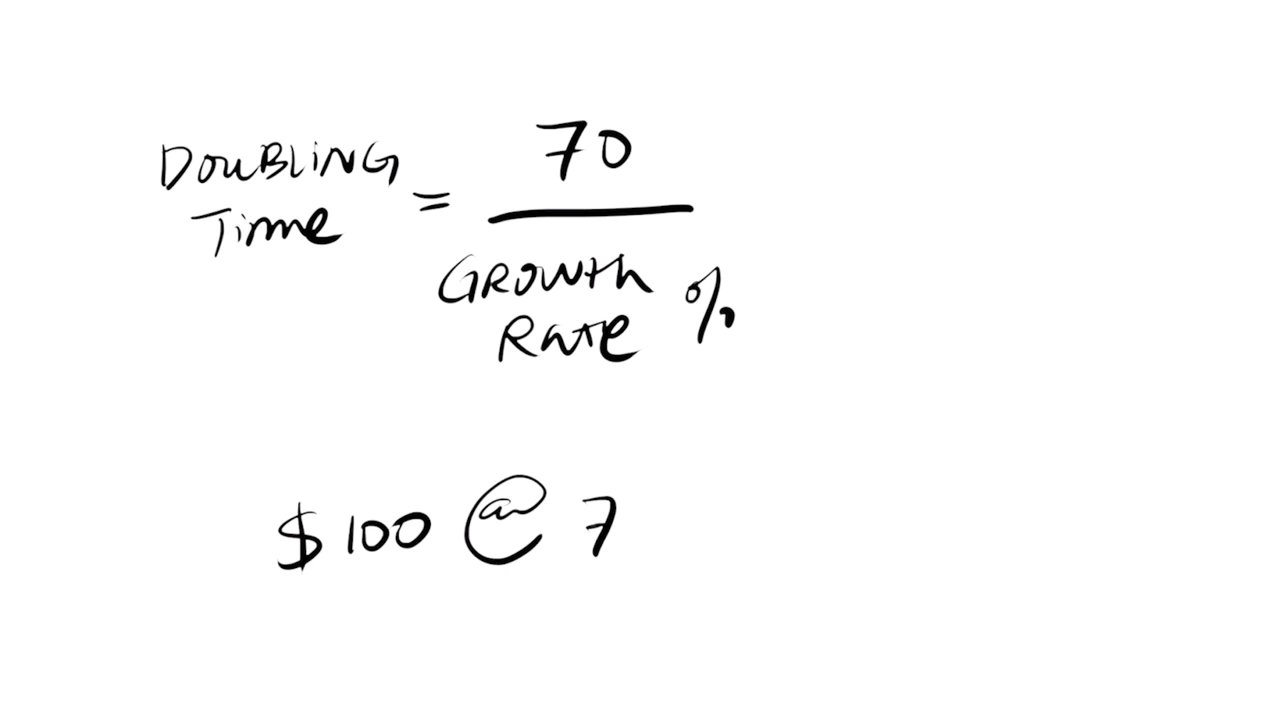 DOUBLING
Time
=
70
GROWTH
Rate %
$100 @ 7